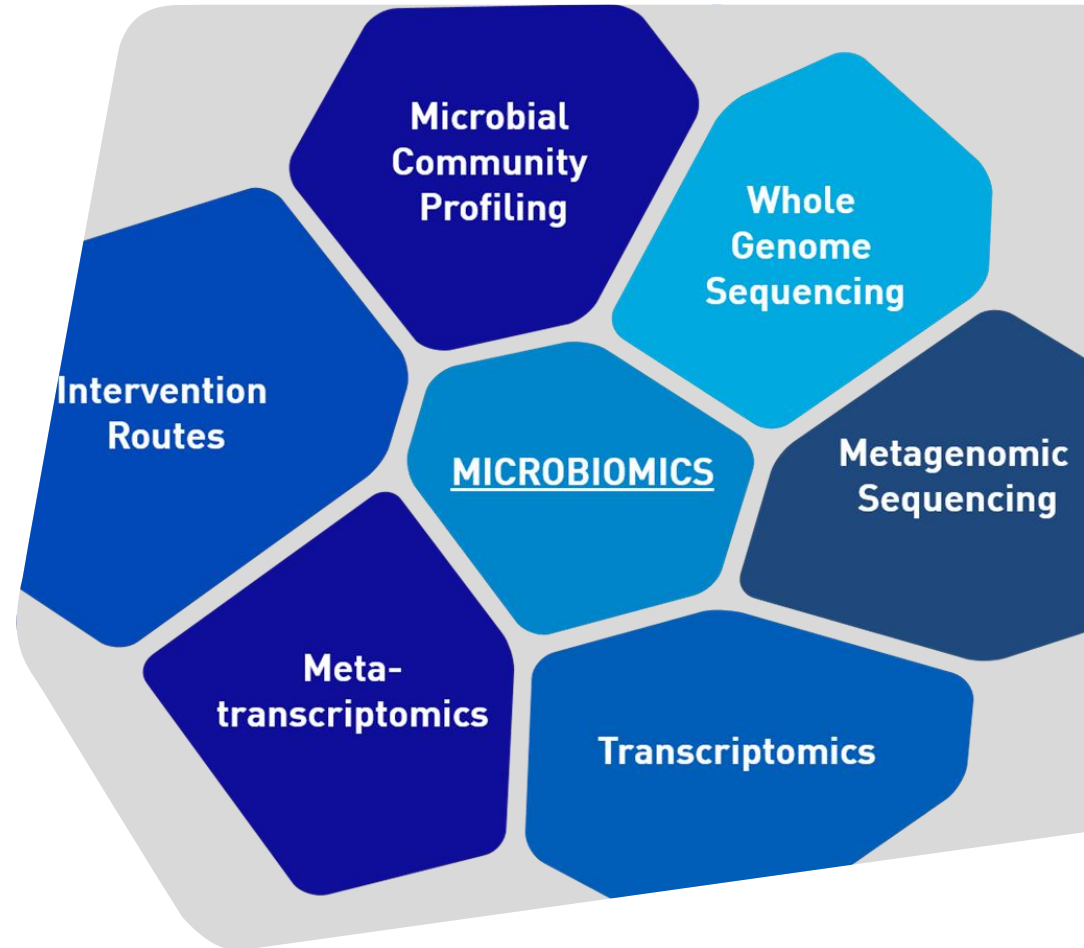 Microbial
Community
Profiling
Whole
Genome
Sequencing
Intervention
Routes
MICROBIOMICS
Metagenomic
Sequencing
Meta-
transcriptomics
Transcriptomics